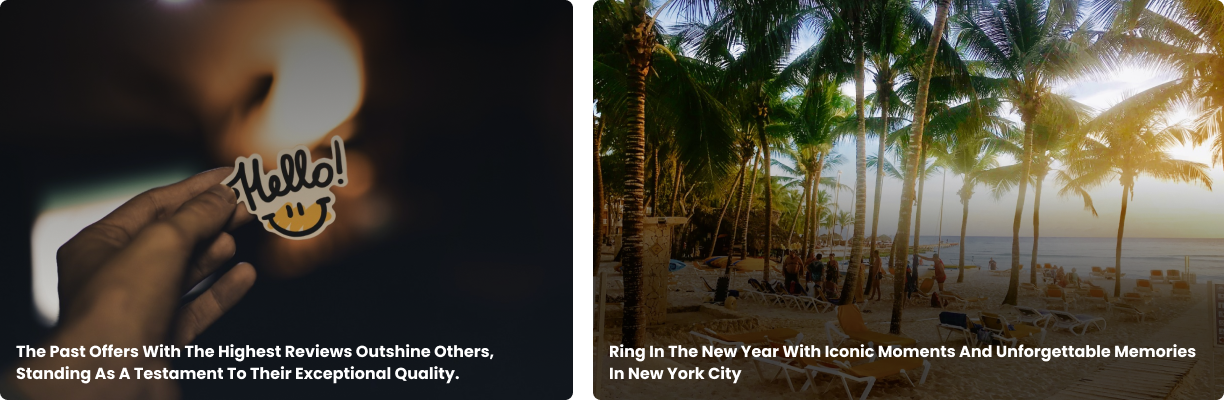 Hello!
The Past Offers With The Highest Reviews Outshine Others,
Standing As A Testament To Their Exceptional Quality.
Ring In The New Year With Iconic Moments And Unforgettable Memories
In New York City